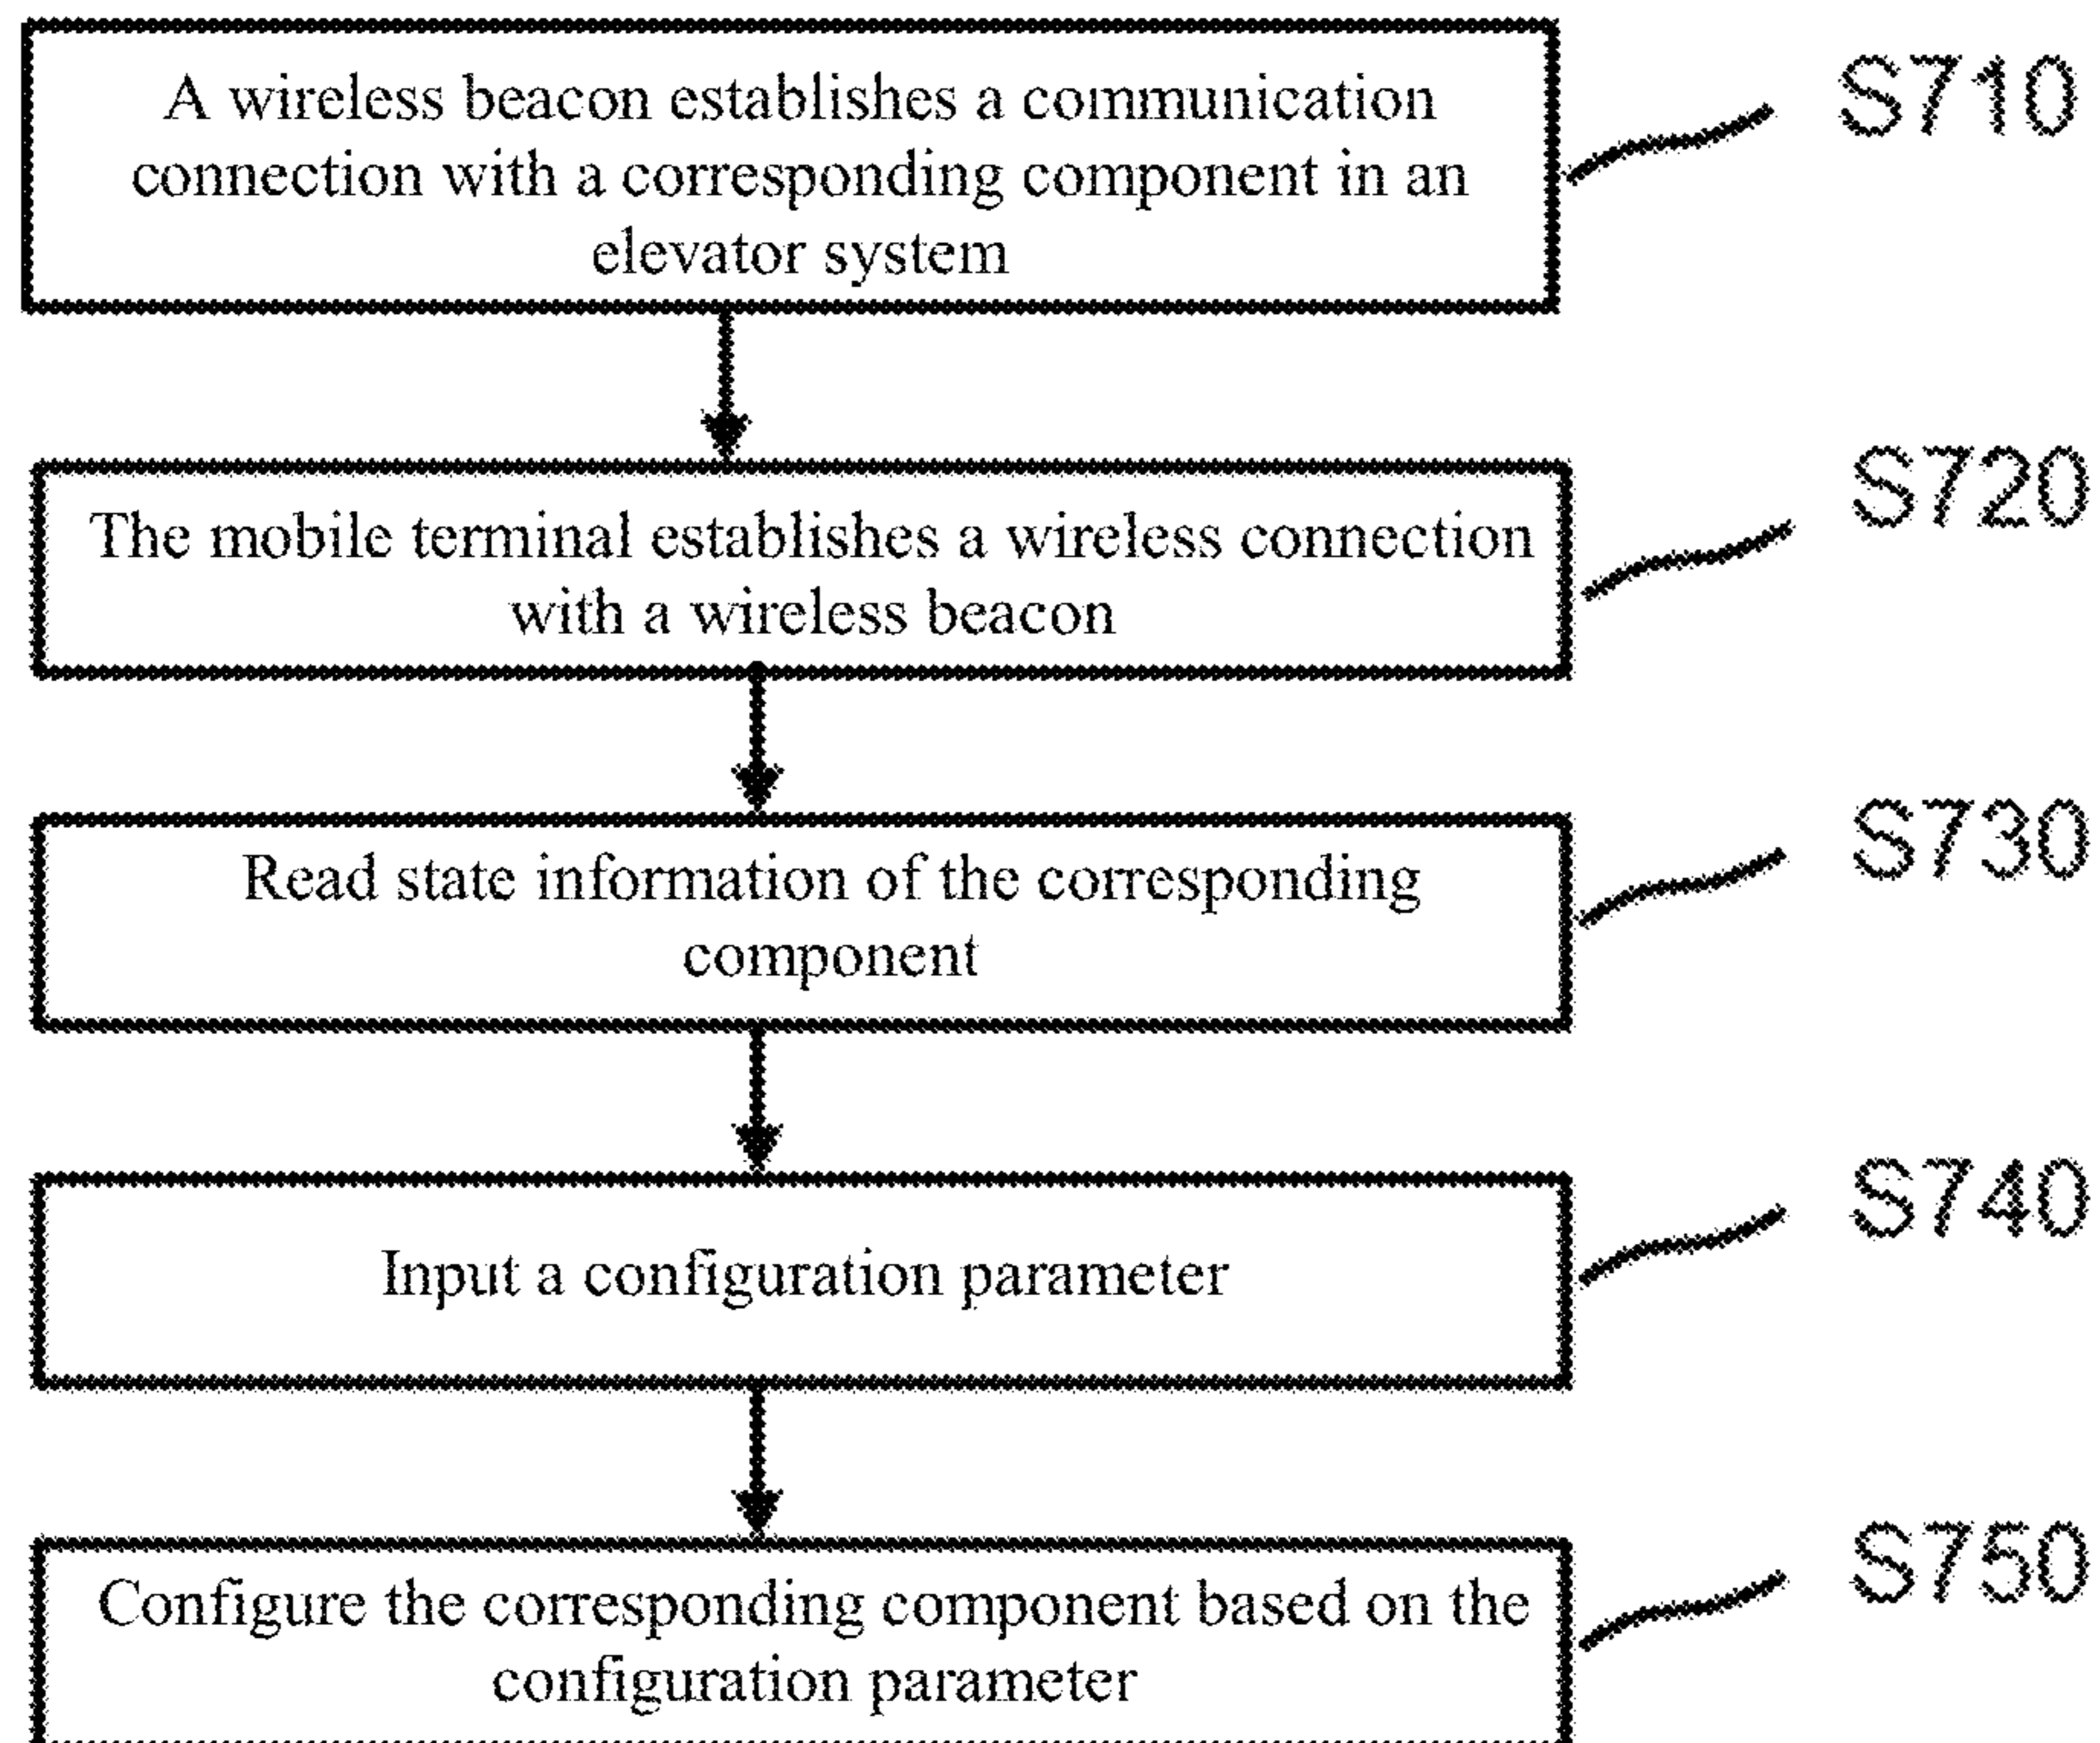 A wireless beacon establishes a communication
connection with a corresponding component in an
elevator system
S710
The mobile terminal establishes a wireless connection
with a wireless beacon
S720
Read state information of the corresponding
component
S730
Input a configuration parameter
S740
Configure the corresponding component based on the
configuration parameter
S750